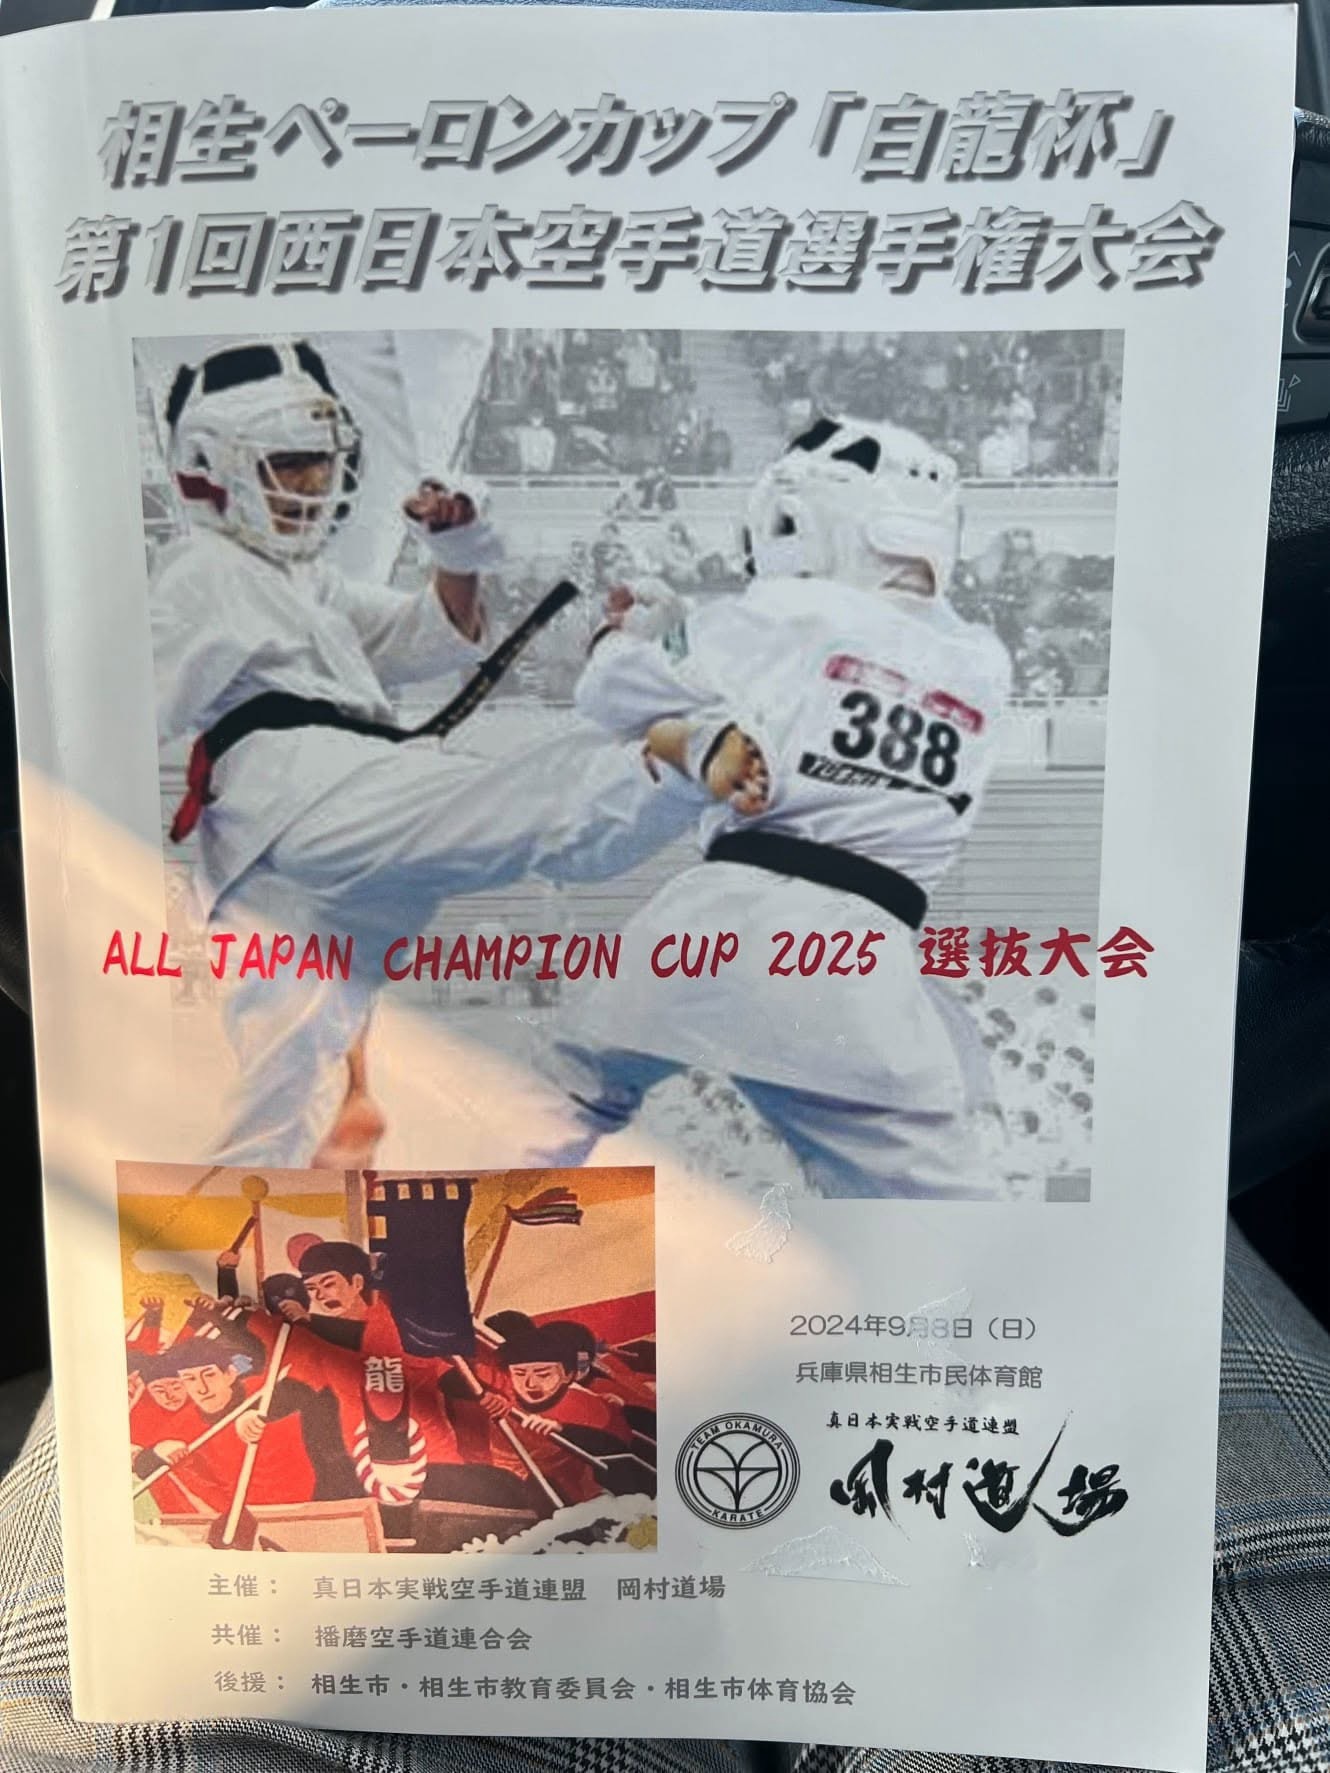 相生ペーロンカップ「白龍杯」
第1回西日本空手道選手権大会
388
ALL JAPAN CHAMPION CUP 2025 選抜大会
龍
2024年9月8日（日）
兵庫県相生市民体育館
TEAM OKAMURA
KARATE
真日本実戦空手道連盟
岡村道場
主催： 真日本実戦空手道連盟 岡村道場
共催： 播磨空手道連合会
後援： 相生市・相生市教育委員会・相生市体育協会